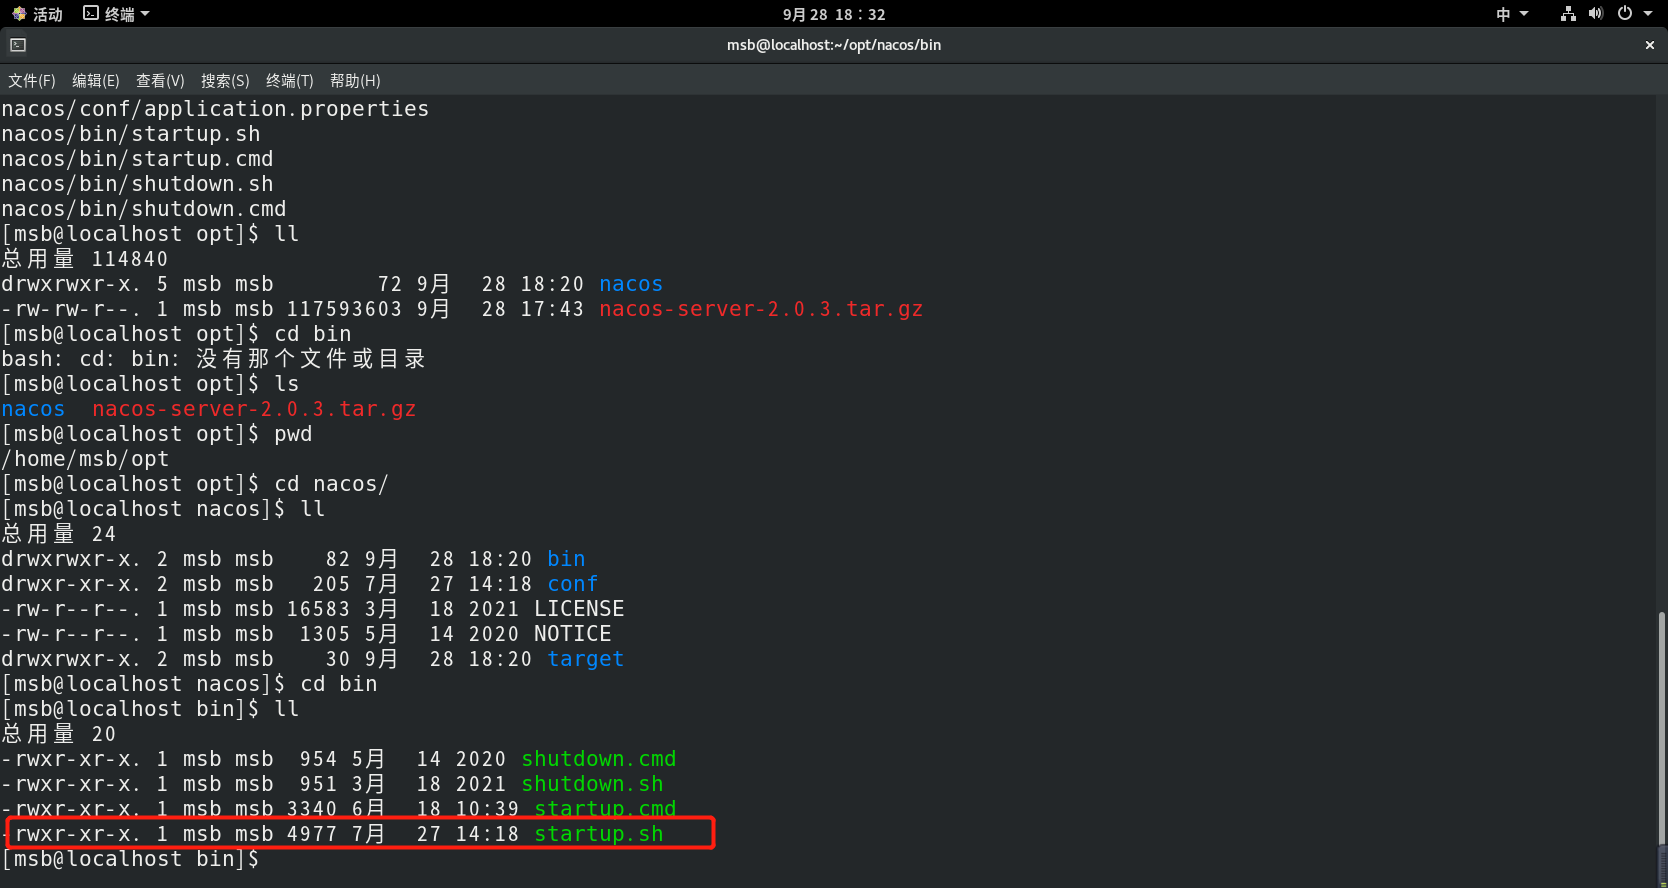 活动 终端 9月 28 18：32 中
msb@localhost:~/opt/nacos/bin
文件(F) 编辑(E) 查看(V) 搜索(S) 终端(T) 帮助(H)
nacos/conf/application.properties
nacos/bin/startup.sh
nacos/bin/startup.cmd
nacos/bin/shutdown.sh
nacos/bin/shutdown.cmd
[msb@localhost opt]$ ll
总用量 114840
drwxrwxr-x. 5 msb msb        72 9月  28 18:20 nacos
-rw-rw-r--. 1 msb msb 117593603 9月  28 17:43 nacos-server-2.0.3.tar.gz
[msb@localhost opt]$ cd bin
bash: cd: bin: 没有那个文件或目录
[msb@localhost opt]$ ls
nacos  nacos-server-2.0.3.tar.gz
[msb@localhost opt]$ pwd
/home/msb/opt
[msb@localhost opt]$ cd nacos/
[msb@localhost nacos]$ ll
总用量 24
drwxrwxr-x. 2 msb msb    82 9月  28 18:20 bin
drwxr-xr-x. 2 msb msb   205 7月  27 14:18 conf
-rw-r--r--. 1 msb msb 16583 3月  18 2021 LICENSE
-rw-r--r--. 1 msb msb  1305 5月  14 2020 NOTICE
drwxrwxr-x. 2 msb msb    30 9月  28 18:20 target
[msb@localhost nacos]$ cd bin
[msb@localhost bin]$ ll
总用量 20
-rwxr-xr-x. 1 msb msb  954 5月  14 2020 shutdown.cmd
-rwxr-xr-x. 1 msb msb  951 3月  18 2021 shutdown.sh
-rwxr-xr-x. 1 msb msb 3340 6月  18 10:39 startup.cmd
-rwxr-xr-x. 1 msb msb 4977 7月  27 14:18 startup.sh
[msb@localhost bin]$